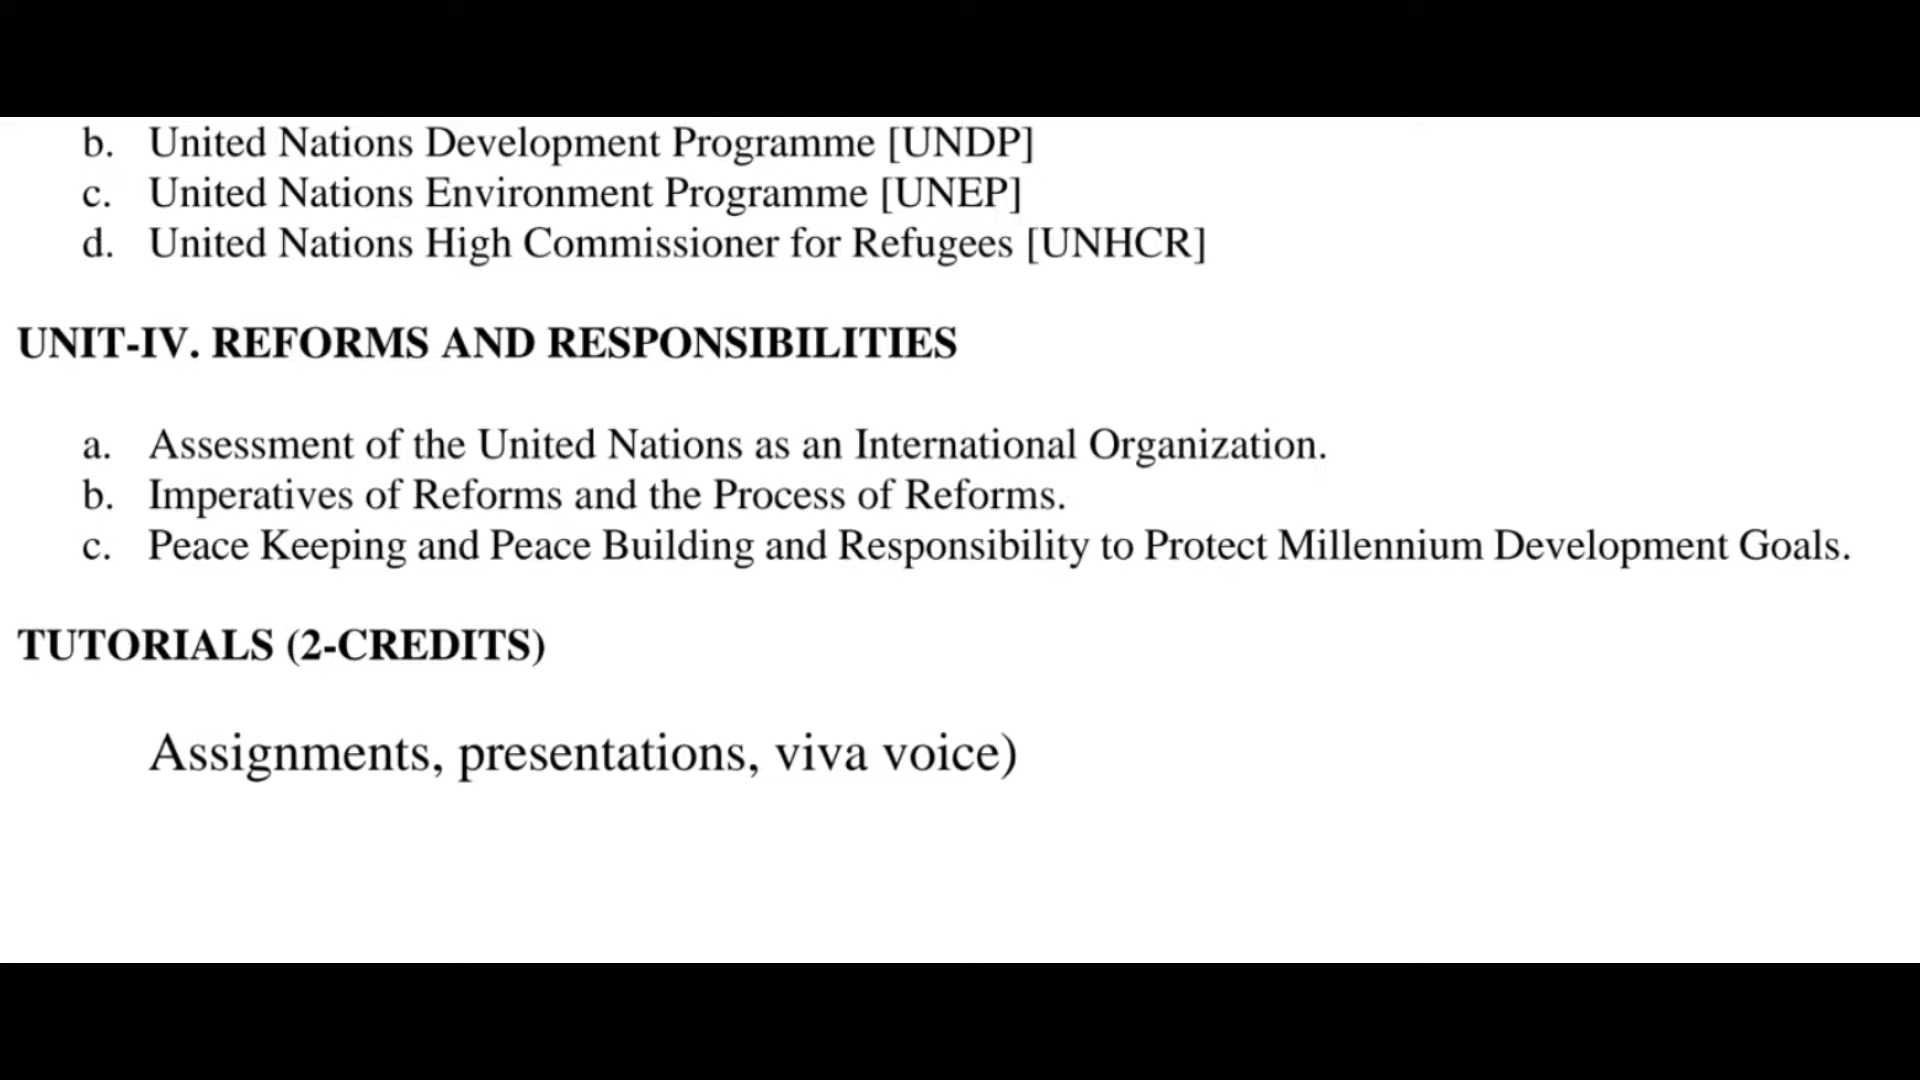 b. United Nations Development Programme [UNDP]
c. United Nations Environment Programme [UNEP]
d. United Nations High Commissioner for Refugees [UNHCR]
UNIT-IV. REFORMS AND RESPONSIBILITIES
a. Assessment of the United Nations as an International Organization.
b. Imperatives of Reforms and the Process of Reforms.
c. Peace Keeping and Peace Building and Responsibility to Protect Millennium Development Goals.
TUTORIALS (2-CREDITS)
Assignments, presentations, viva voice)